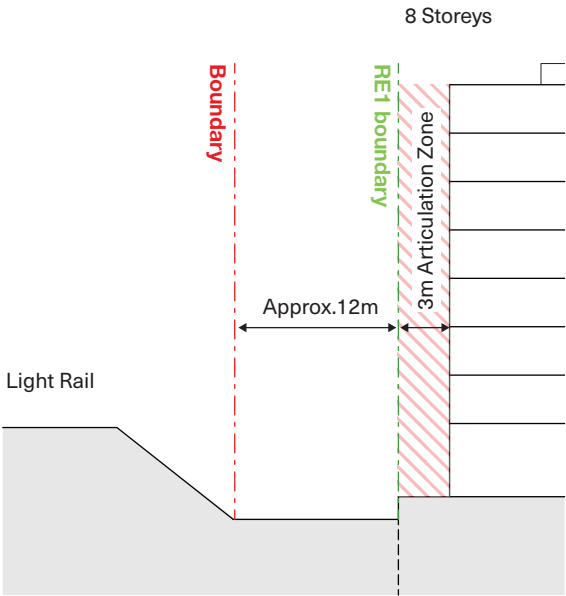 8 Storeys
Boundary
RE1 boundary
3m Articulation Zone
Approx.12m
Light Rail